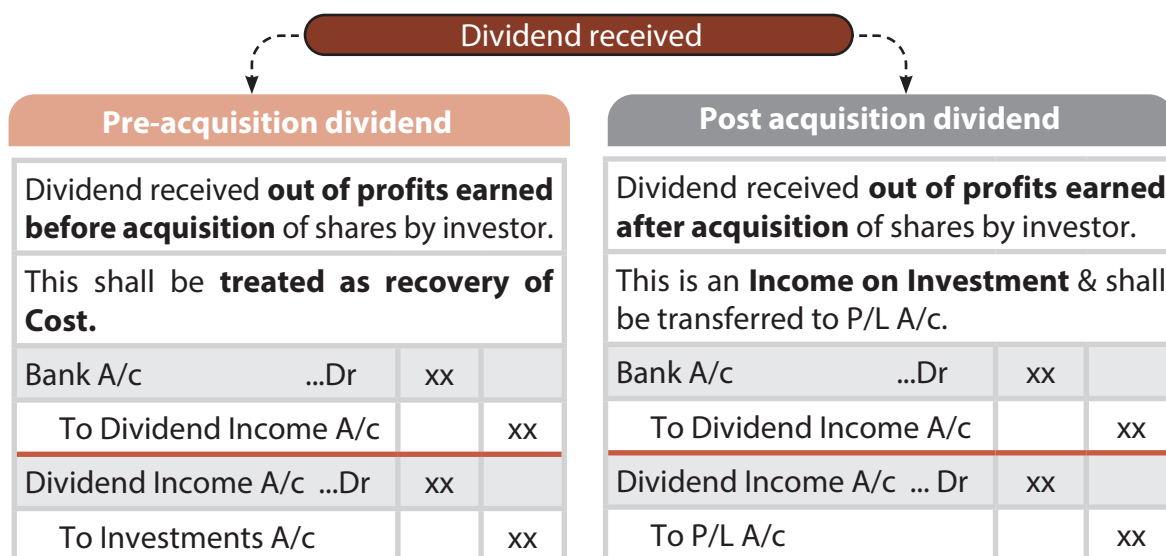 Dividend received
Pre-acquisition dividend
Dividend received out of profits earned
before acquisition of shares by investor.
This shall be treated as recovery of
Cost.
Bank A/c ...Dr xx
To Dividend Income A/c xx
Dividend Income A/c ...Dr xx
To Investments A/c xx
Post acquisition dividend
Dividend received out of profits earned
after acquisition of shares by investor.
This is an Income on Investment & shall
be transferred to P/L A/c.
Bank A/c ...Dr xx
To Dividend Income A/c xx
Dividend Income A/c ... Dr xx
To P/L A/c xx